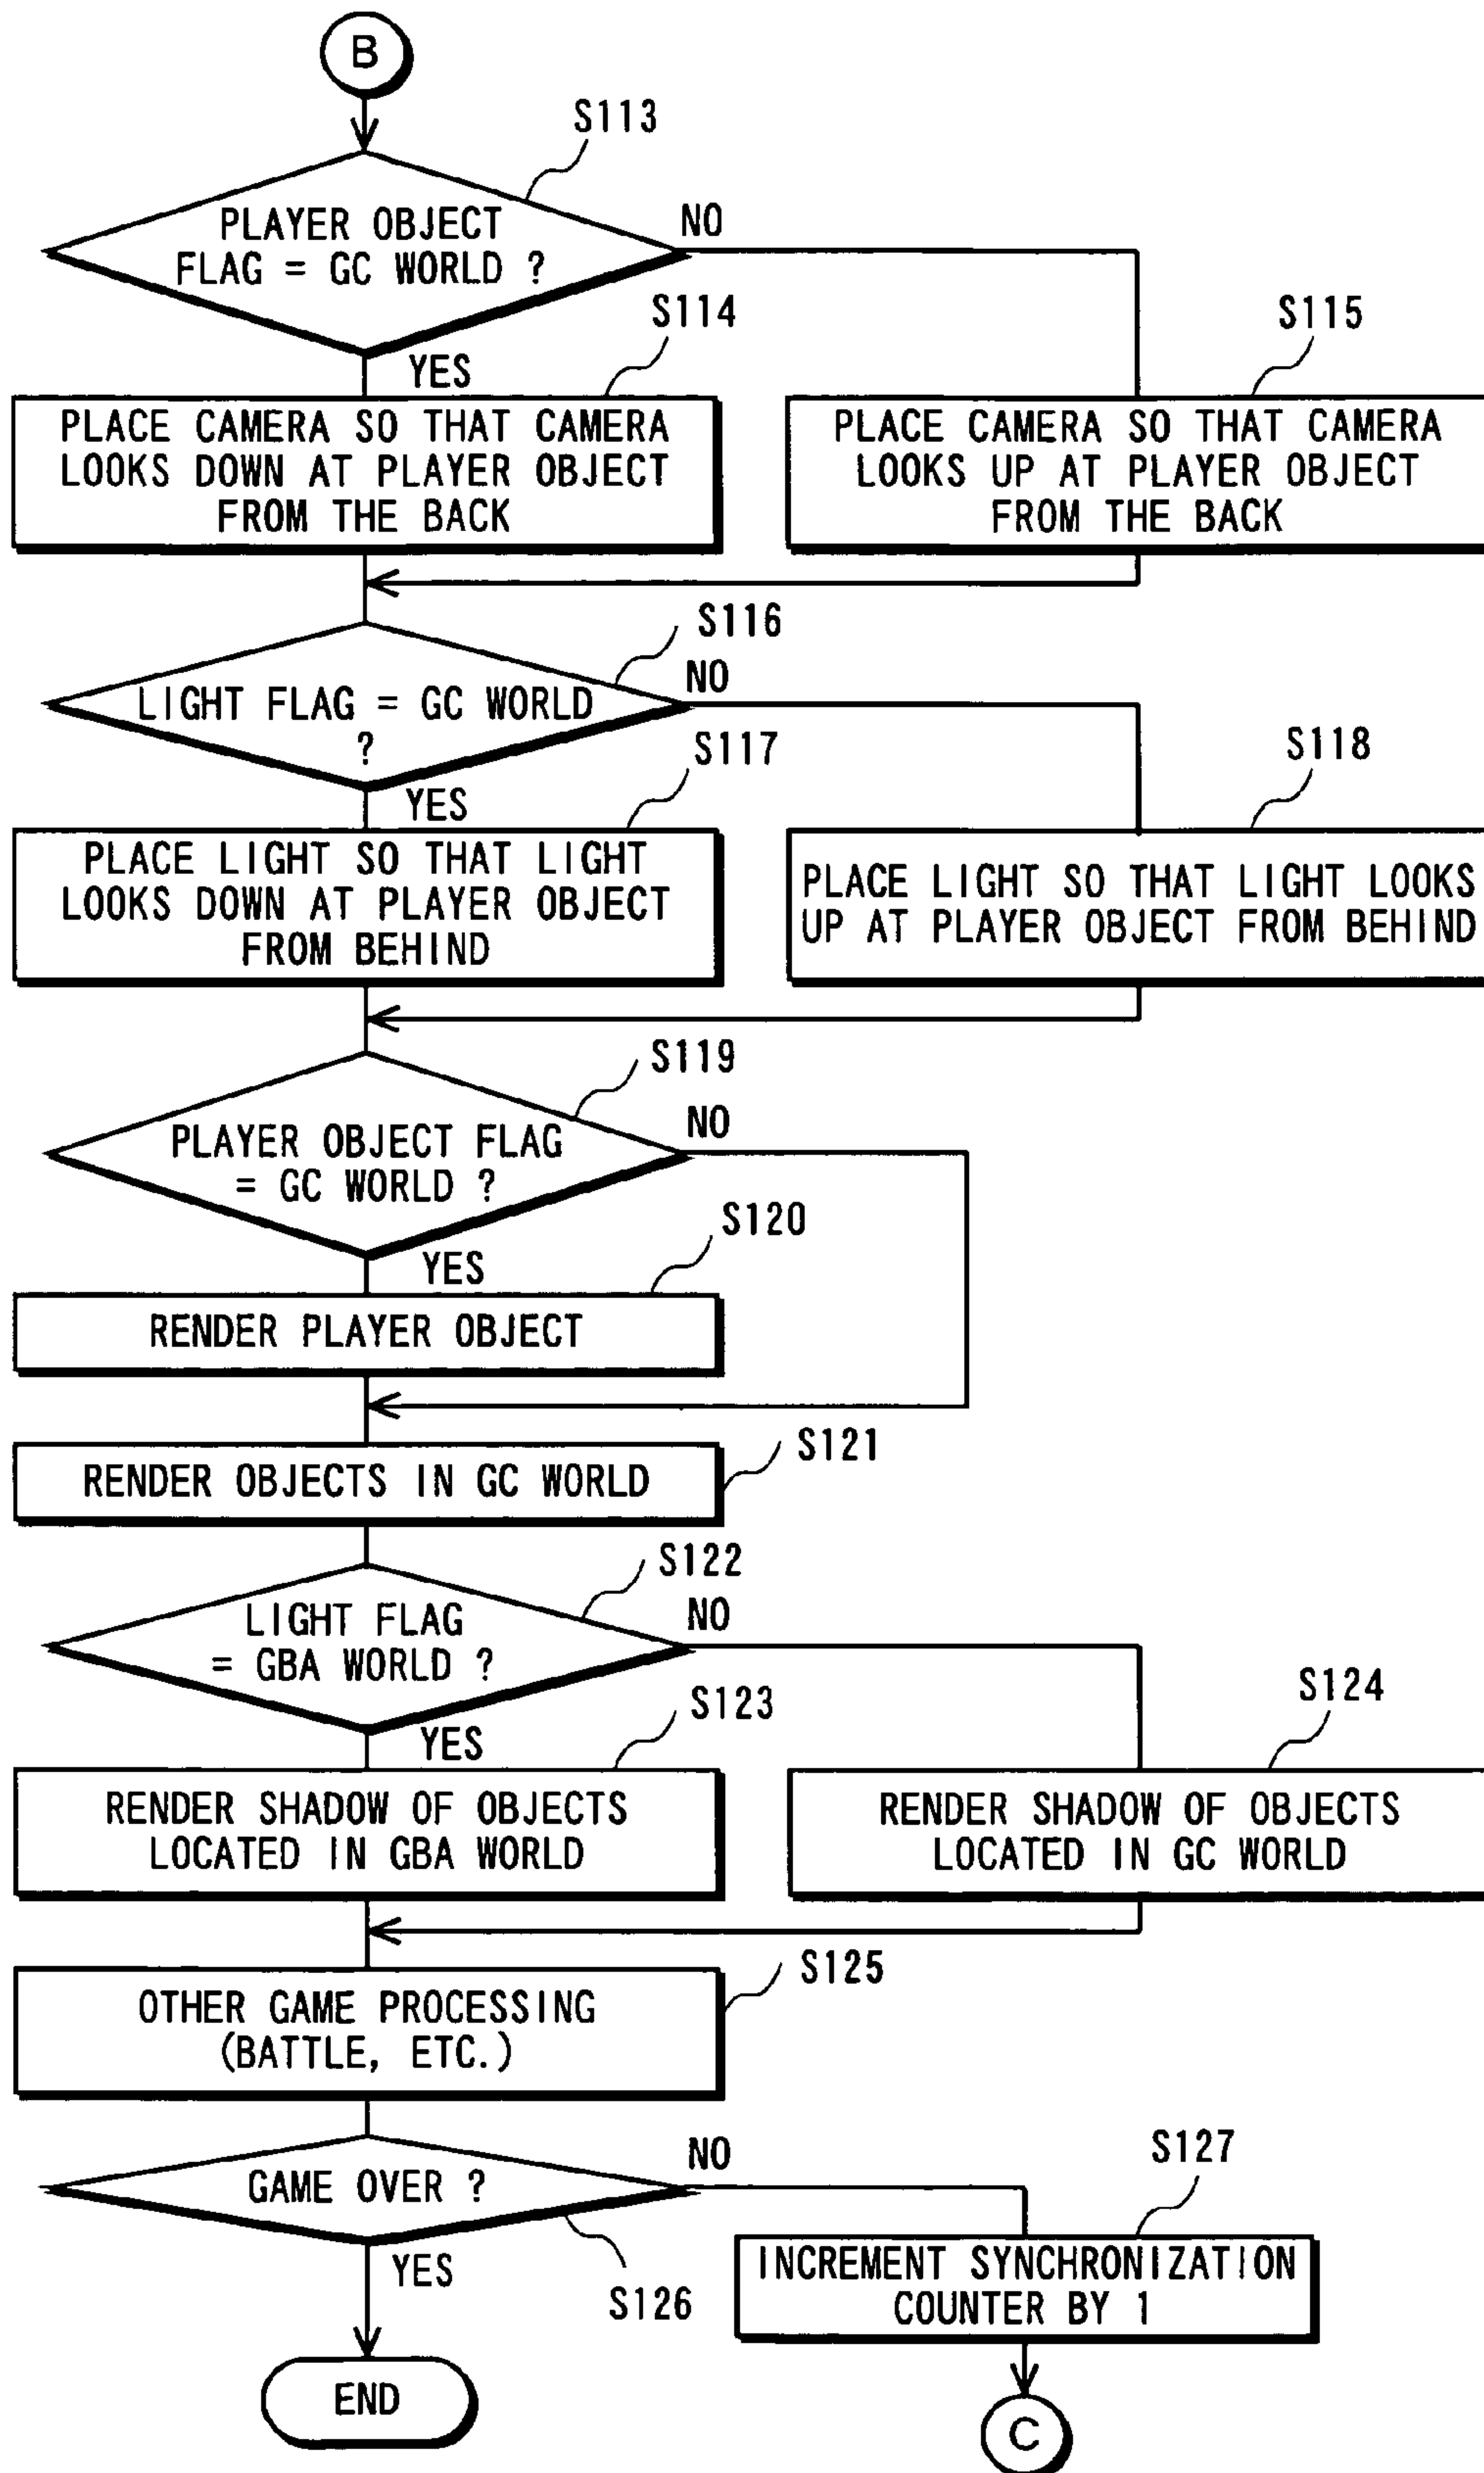 B
S113
PLAYER OBJECT
FLAG = GC WORLD ?
NO
YES
S114
PLACE CAMERA SO THAT CAMERA
LOOKS DOWN AT PLAYER OBJECT
FROM THE BACK
S115
PLACE CAMERA SO THAT CAMERA
LOOKS UP AT PLAYER OBJECT
FROM THE BACK
S116
LIGHT FLAG = GC WORLD
?
NO
YES
S117
PLACE LIGHT SO THAT LIGHT
LOOKS DOWN AT PLAYER OBJECT
FROM BEHIND
S118
PLACE LIGHT SO THAT LIGHT LOOKS
UP AT PLAYER OBJECT FROM BEHIND
S119
PLAYER OBJECT FLAG
= GC WORLD ?
NO
YES
S120
RENDER PLAYER OBJECT
S121
RENDER OBJECTS IN GC WORLD
S122
LIGHT FLAG
= GBA WORLD ?
NO
YES
S123
RENDER SHADOW OF OBJECTS
LOCATED IN GBA WORLD
S124
RENDER SHADOW OF OBJECTS
LOCATED IN GC WORLD
S125
OTHER GAME PROCESSING
(BATTLE, ETC.)
GAME OVER ?
NO
YES
S126
S127
INCREMENT SYNCHRONIZATION
COUNTER BY 1
END
C